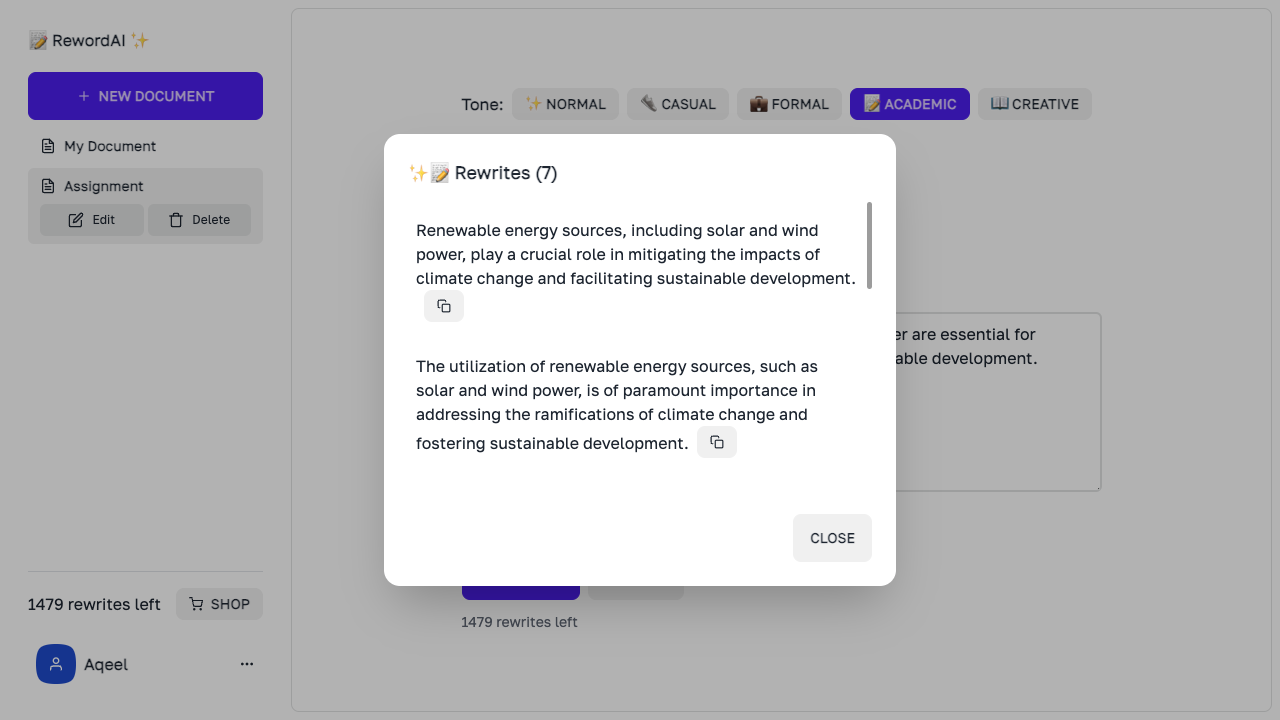 RewordAI
NEW DOCUMENT
My Document
Assignment
Edit
Delete
1479 rewrites left
SHOP
Aqeel
Tone:
NORMAL
CASUAL
FORMAL
ACADEMIC
CREATIVE
Rewrites (7)
Renewable energy sources, including solar and wind
power, play a crucial role in mitigating the impacts of
climate change and facilitating sustainable development.
The utilization of renewable energy sources, such as
solar and wind power, is of paramount importance in
addressing the ramifications of climate change and
fostering sustainable development.
CLOSE
are essential for
development.
1479 rewrites left